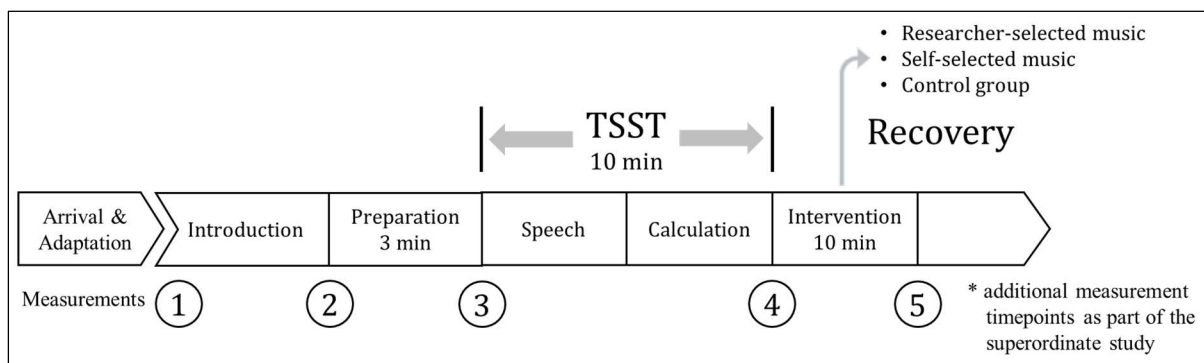 • Researcher-selected music
• Self-selected music
• Control group
Recovery
TSST
10 min
Arrival &
Adaptation
Introduction
Preparation
3 min
Speech
Calculation
Intervention
10 min
Measurements
1
2
3
4
5
* additional measurement
timepoints as part of the
superordinate study